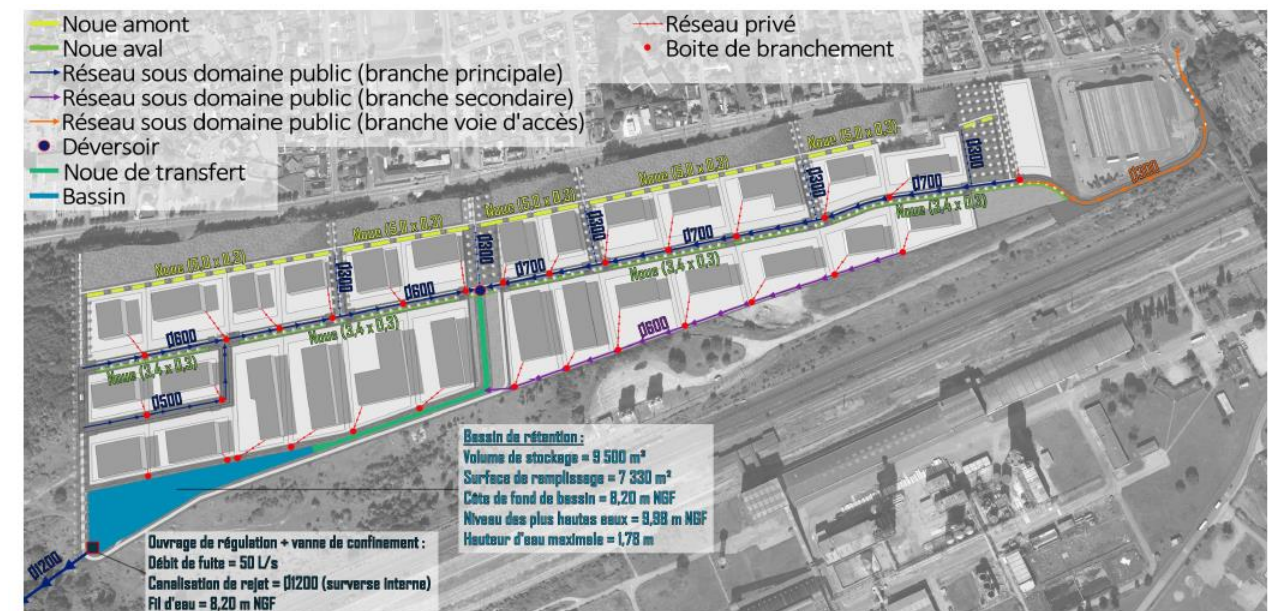 Noue amont
Noue aval
Réseau sous domaine public (branche principale)
Réseau sous domaine public (branche secondaire)
Réseau sous domaine public (branche voie d'accès)
Déversoir
Noue de transfert
Bassin
Réseau privé
Boite de branchement
Noue (5,0 x 0,3)
Noue (5,0 x 0,3)
Noue (5,0 x 0,3)
Noue (5,0 x 0,3)
Noue (5,0 x 0,3)
Ø300
Ø300
Ø300
Ø300
Ø300
Ø300
Ø700
Ø700
Ø700
Noue (3,4 x 0,3)
Noue (3,4 x 0,3)
Ø600
Noue (3,4 x 0,3)
Ø600
Noue (3,4 x 0,3)
Ø500
Ø600
Bassin de rétention :
Volume de stockage = 9 500 m³
Surface de remplissage = 7 330 m²
Côte de fond de bassin = 8,20 m NGF
Niveau des plus hautes eaux = 9,98 m NGF
Hauteur d'eau maximale = 1,78 m
Ouvrage de régulation + vanne de confinement :
Débit de fuite = 50 L/s
Canalisation de rejet = Ø1200 (surverse interne)
Fil d'eau = 8,20 m NGF
Ø1200